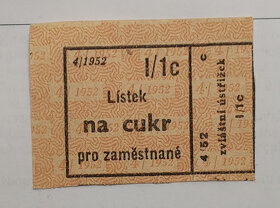 4/1952
I/1c
Lístek
na cukr
pro zaměstnané
4 52 c
zvláštní ústřižek
I/1c